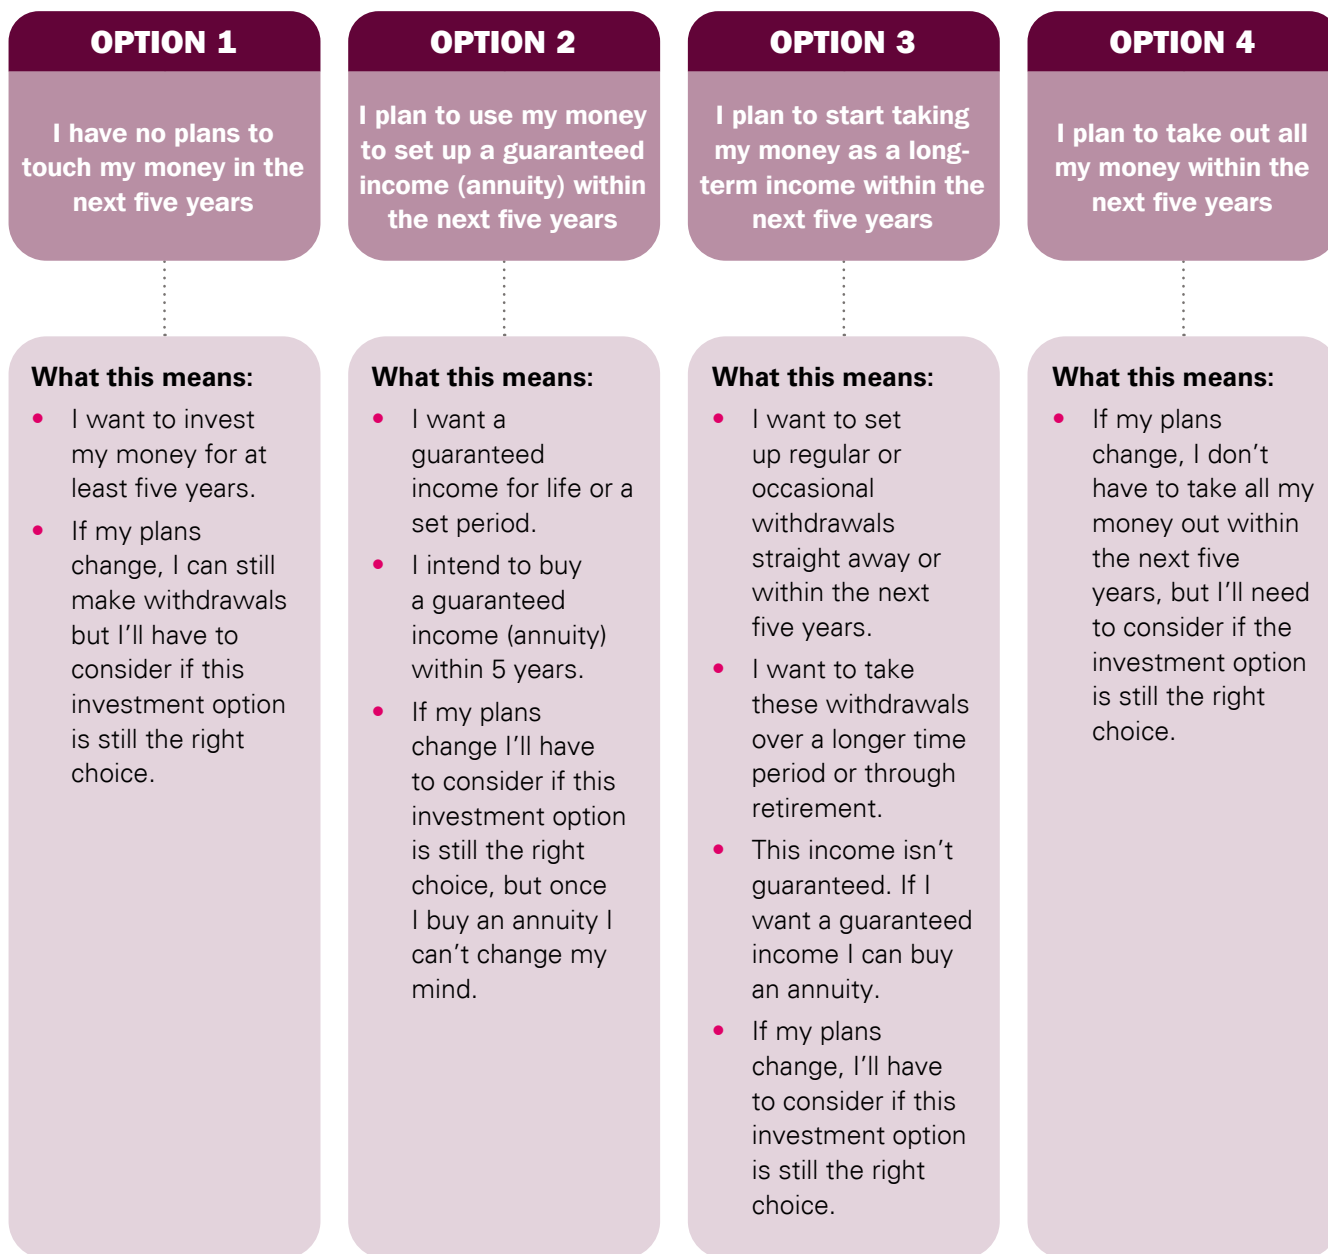 OPTION 1
I have no plans to
touch my money in the
next five years
What this means:
• I want to invest
my money for at
least five years.
• If my plans
change, I can still
make withdrawals
but I’ll have to
consider if this
investment option
is still the right
choice.
OPTION 2
I plan to use my money
to set up a guaranteed
income (annuity) within
the next five years
What this means:
• I want a
guaranteed
income for life or a
set period.
• I intend to buy
a guaranteed
income (annuity)
within 5 years.
• If my plans
change I’ll have
to consider if this
investment option
is still the right
choice, but once
I buy an annuity I
can’t change my
mind.
OPTION 3
I plan to start taking
my money as a long-
term income within the
next five years
What this means:
• I want to set
up regular or
occasional
withdrawals
straight away or
within the next
five years.
• I want to take
these withdrawals
over a longer time
period or through
retirement.
• This income isn’t
guaranteed. If I
want a guaranteed
income I can buy
an annuity.
• If my plans
change, I’ll have
to consider if this
investment option
is still the right
choice.
OPTION 4
I plan to take out all
my money within the
next five years
What this means:
• If my plans
change, I don’t
have to take all my
money out within
the next five
years, but I’ll need
to consider if the
investment option
is still the right
choice.